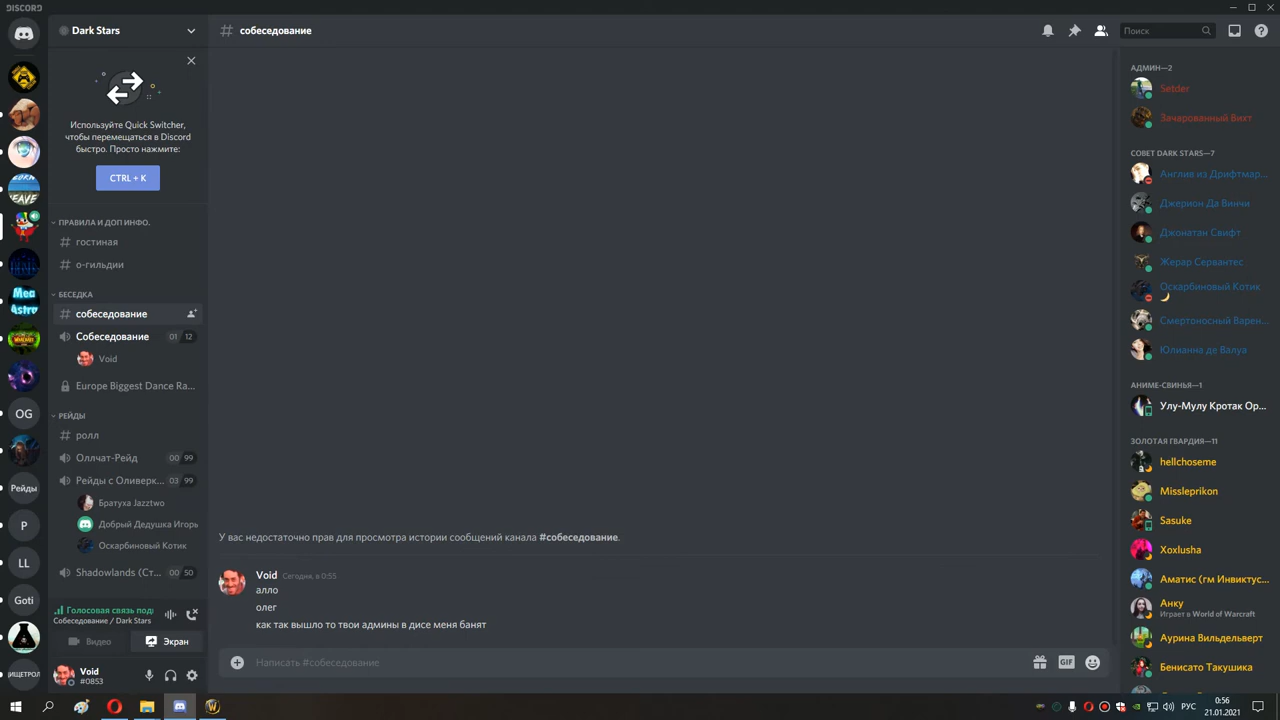 DISCORD
Dark Stars
собеседование
Поиск
Используйте Quick Switcher,
чтобы перемещаться в Discord
быстро. Просто нажмите:
CTRL + K
ПРАВИЛА И ДОП ИНФО.
гостиная
о-гильдии
БЕСЕДКА
собеседование
Собеседование 01 12
Void
Europe Biggest Dance Ra...
РЕЙДЫ
ролл
Оллчат-Рейд 00 99
Рейды с Оливерк... 03 99
Братуха Jazztwo
Добрый Дедушка Игорь
Оскарбиновый Котик
Shadowlands (Ст... 00 50
Голосовая связь подк
Собеседование / Dark Stars
Видео
Экран
Void
#0853
OG
Рейды
P
LL
Goti
У вас недостаточно прав для просмотра истории сообщений канала #собеседование.
Void Сегодня, в 0:55
алло
олег
как так вышло то твои админы в дисе меня банят
Написать #собеседование
GIF
АДМИН—2
Setder
Зачарованный Вихт
СОВЕТ DARK STARS—7
Англив из Дрифтмар...
Джерион Да Винчи
Джонатан Свифт
Жерар Сервантес
Оскарбиновый Котик
Смертоносный Варен...
Юлианна де Валуа
АНИМЕ-СВИНЬЯ—1
Улу-Мулу Кротак Ор...
ЗОЛОТАЯ ГВАРДИЯ—11
hellchoseme
Missleprikon
Sasuke
Xoxlusha
Аматис (гм Инвиктус...
Анку
Играет в World of Warcraft
Аурина Вильдельверт
Бенисато Такушика
РУС
0:56
21.01.2021